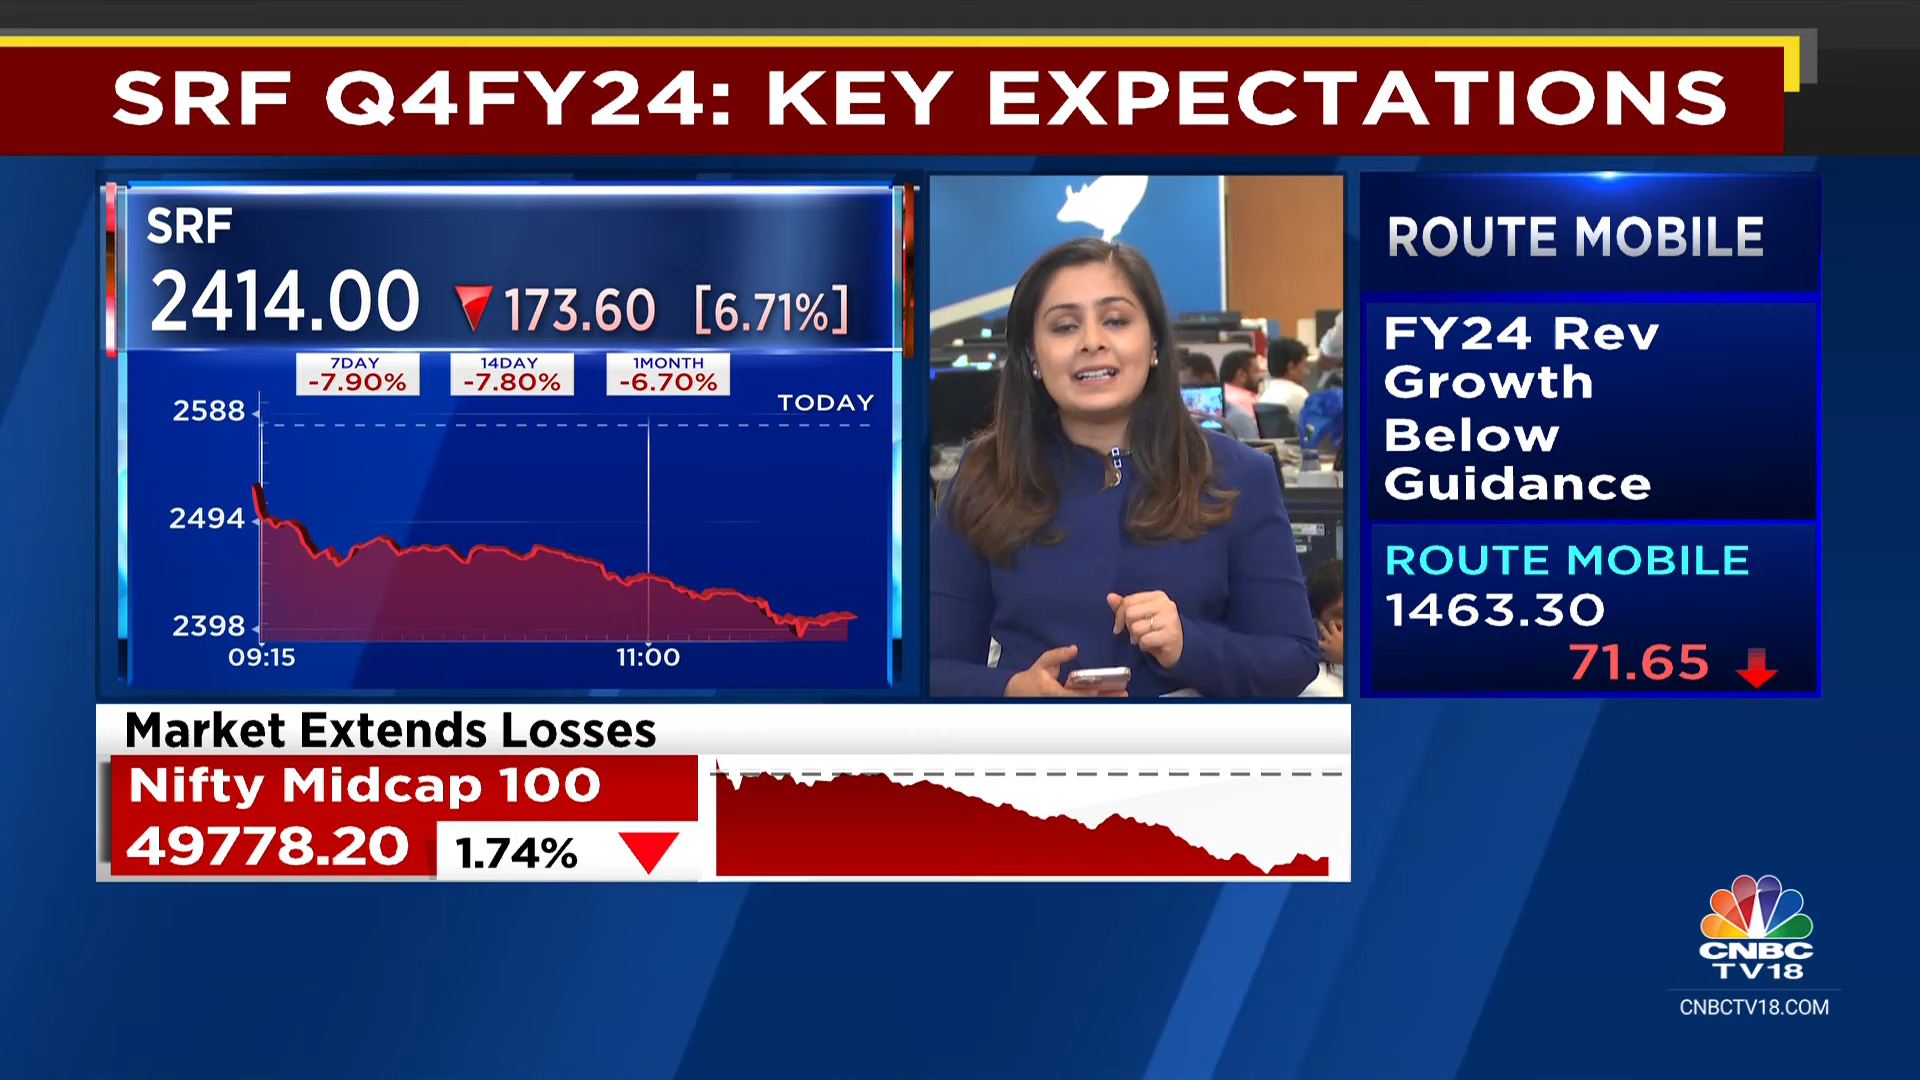 SRF Q4FY24: KEY EXPECTATIONS
SRF
2414.00 173.60 [6.71%]
7DAY 14DAY 1MONTH
-7.90% -7.80% -6.70%
TODAY
2588
2494
2398
09:15 11:00
ROUTE MOBILE
FY24 Rev
Growth
Below
Guidance
ROUTE MOBILE
1463.30
71.65
Market Extends Losses
Nifty Midcap 100
49778.20 1.74%
CNBC
TV18
CNBCTV18.COM